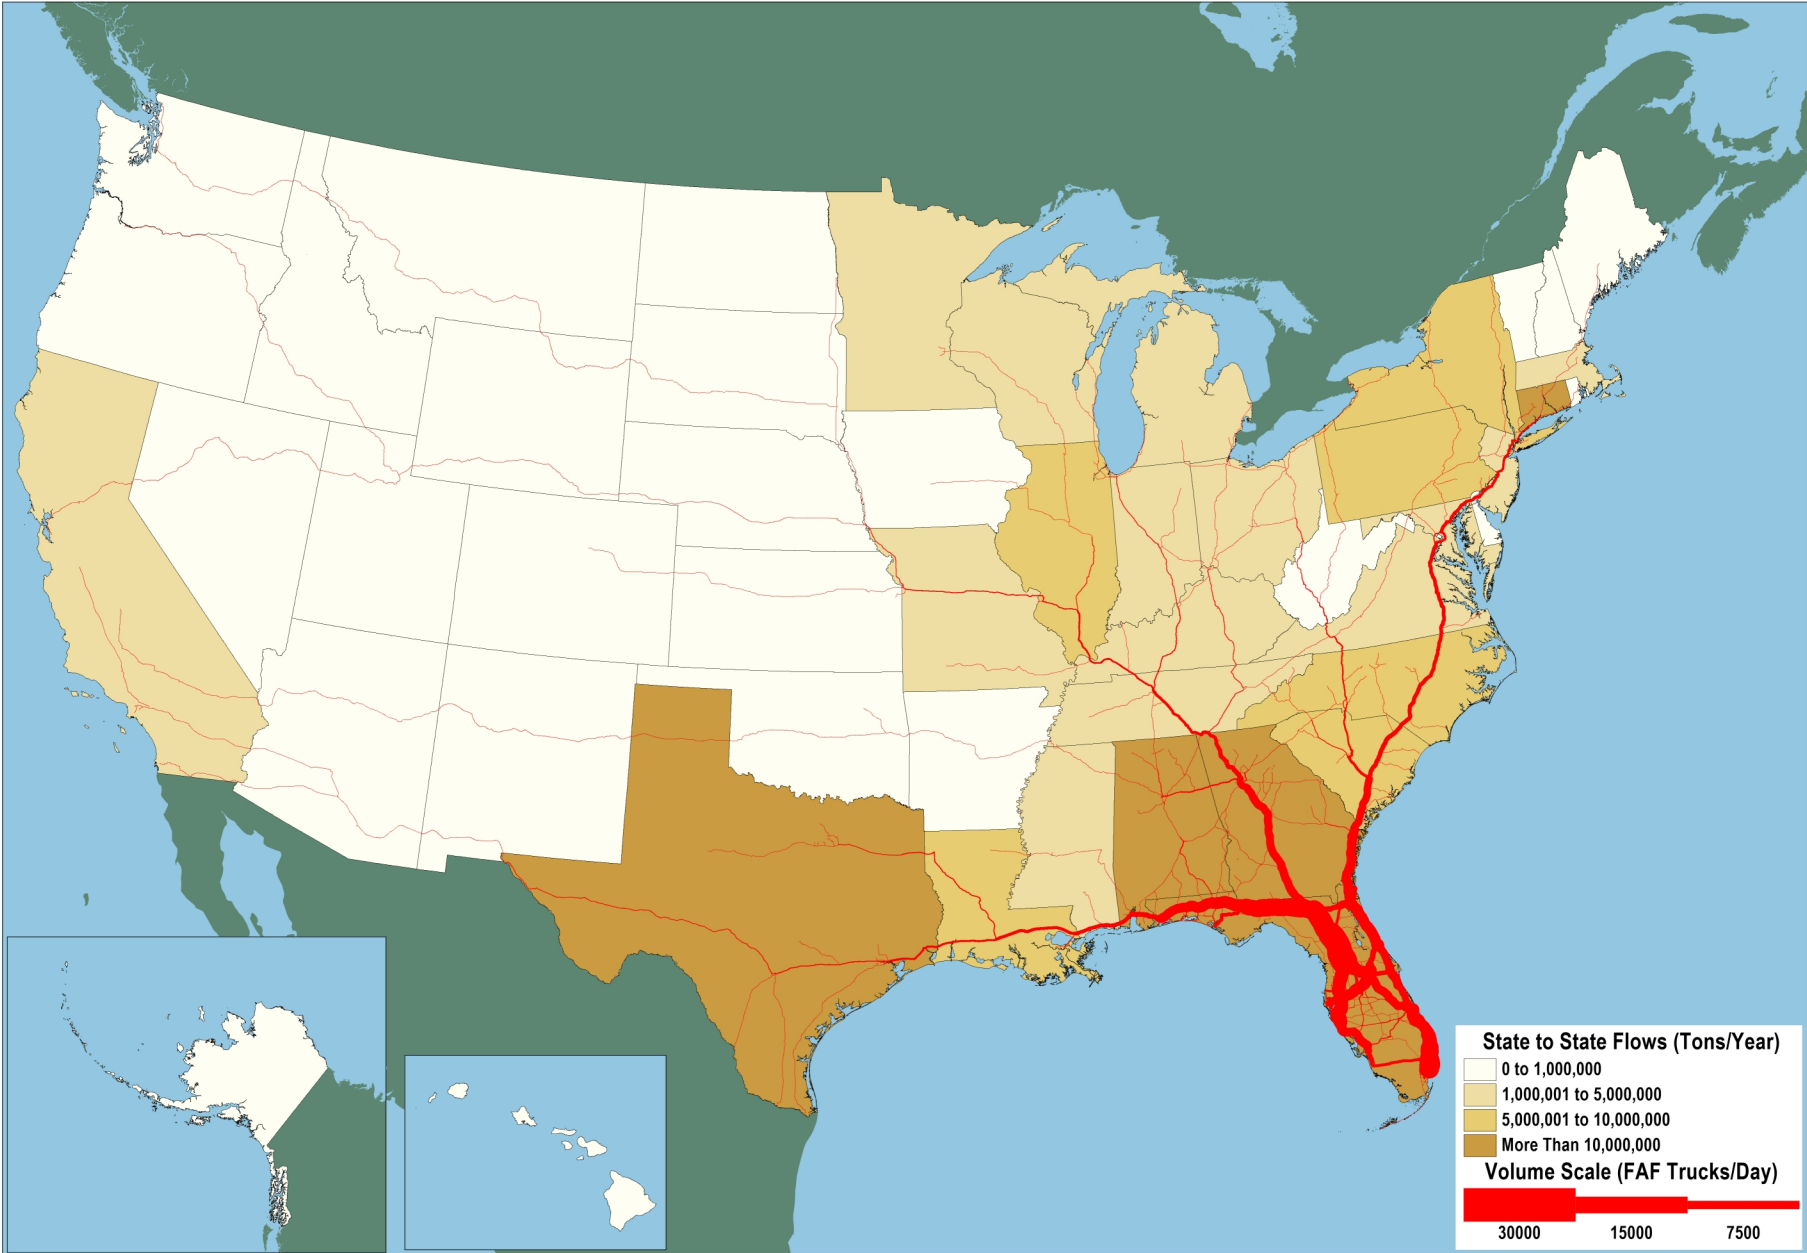 State to State Flows (Tons/Year)
0 to 1,000,000
1,000,001 to 5,000,000
5,000,001 to 10,000,000
More Than 10,000,000
Volume Scale (FAF Trucks/Day)
30000 15000 7500